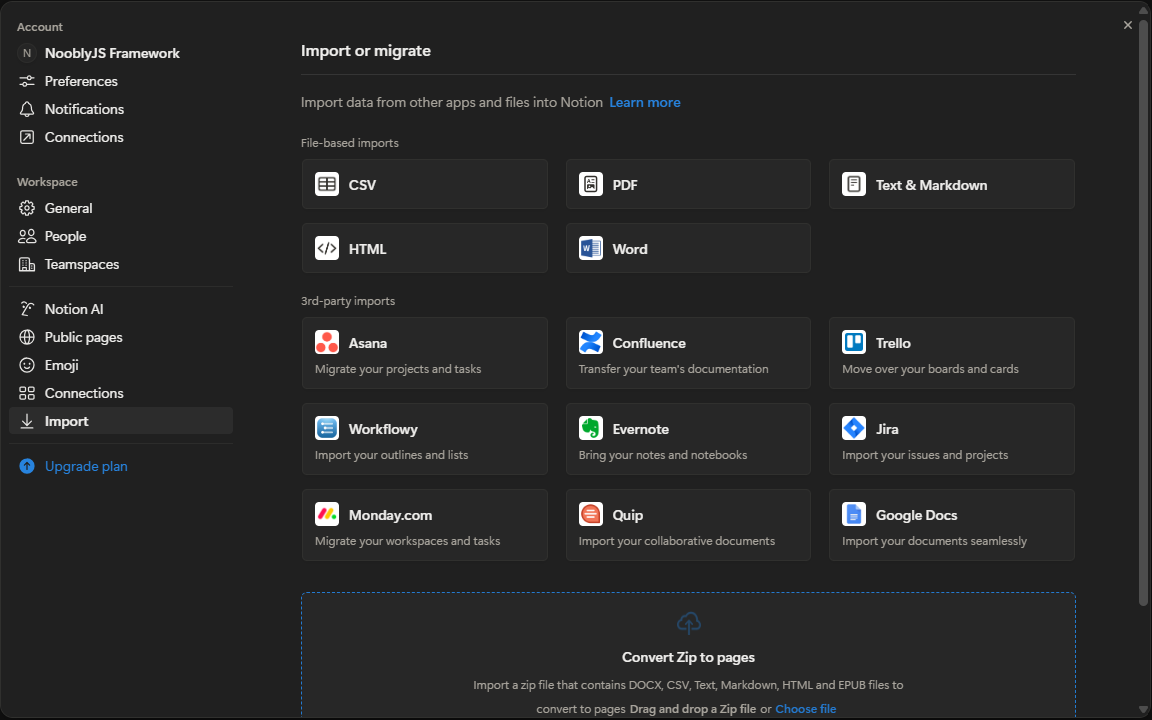 Account
N NooblyJS Framework
Preferences
Notifications
Connections
Workspace
General
People
Teamspaces
Notion AI
Public pages
Emoji
Connections
Import
Upgrade plan
Import or migrate
Import data from other apps and files into Notion Learn more
File-based imports
CSV
PDF
Text & Markdown
HTML
W Word
3rd-party imports
Asana
Migrate your projects and tasks
Confluence
Transfer your team's documentation
Trello
Move over your boards and cards
Workflowy
Import your outlines and lists
Evernote
Bring your notes and notebooks
Jira
Import your issues and projects
Monday.com
Migrate your workspaces and tasks
Quip
Import your collaborative documents
Google Docs
Import your documents seamlessly
Convert Zip to pages
Import a zip file that contains DOCX, CSV, Text, Markdown, HTML and EPUB files to
convert to pages Drag and drop a Zip file or Choose file